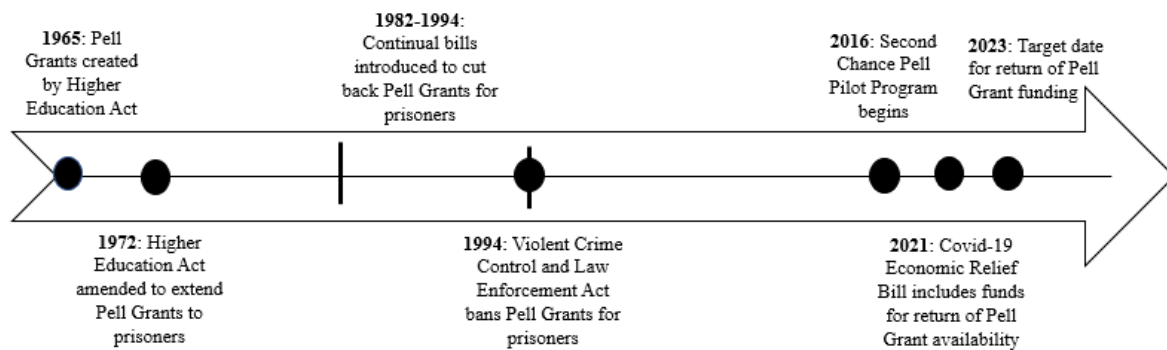 1965: Pell
Grants created
by Higher
Education Act
1982-1994:
Continual bills
introduced to cut
back Pell Grants for
prisoners
2016: Second
Chance Pell
Pilot Program
begins
2023: Target date
for return of Pell
Grant funding
1972: Higher
Education Act
amended to extend
Pell Grants to
prisoners
1994: Violent Crime
Control and Law
Enforcement Act
bans Pell Grants for
prisoners
2021: Covid-19
Economic Relief
Bill includes funds
for return of Pell
Grant availability